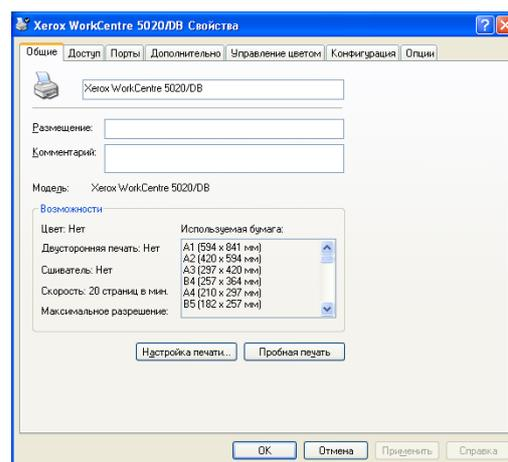 Xerox WorkCentre 5020/DB Свойства
Общие Доступ Порты Дополнительно Управление цветом Конфигурация Опции
Xerox WorkCentre 5020/DB
Размещение:
Комментарий:
Модель: Xerox WorkCentre 5020/DB
Возможности
Цвет: Нет Используемая бумага:
Двусторонняя печать: Нет A1 (594 x 841 мм)
A2 (420 x 594 мм)
Сшиватель: Нет A3 (297 x 420 мм)
B4 (257 x 364 мм)
Скорость: 20 страниц в мин. A4 (210 x 297 мм)
B5 (182 x 257 мм)
Максимальное разрешение:
Настройка печати... Пробная печать
OK Отмена Применить Справка